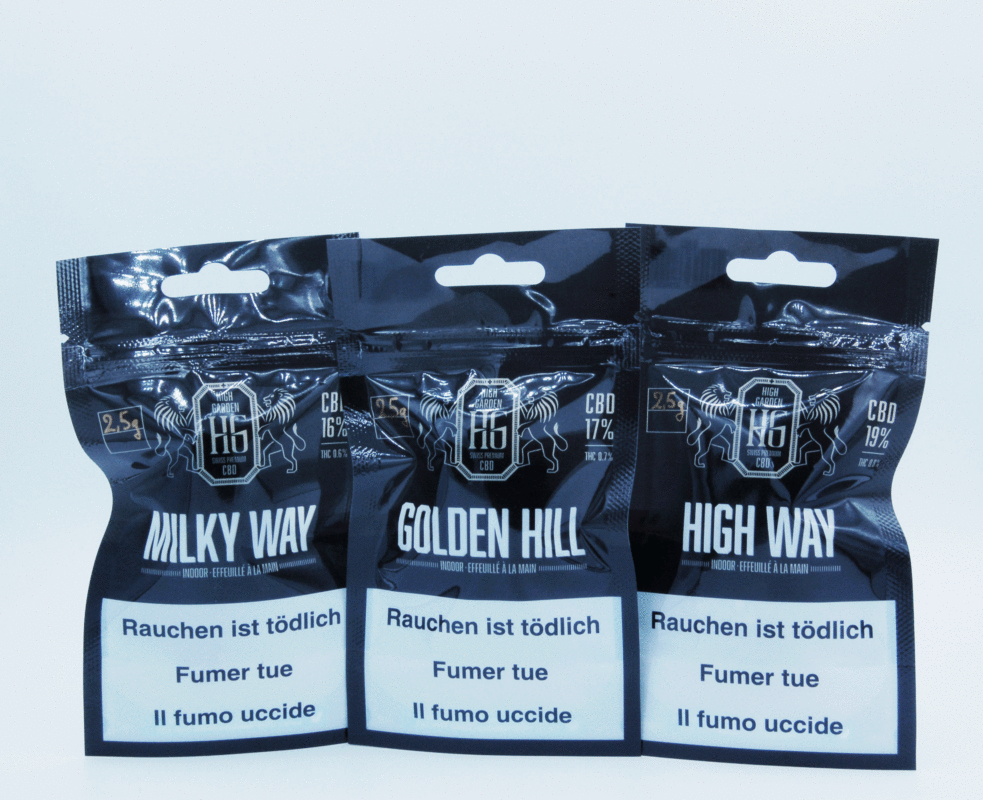 2,5g
HIGH
GARDEN
HG
SWISS PREMIUM
CBD
CBD
16%
THC 0.6%
MILKY WAY
INDOOR · EFFEUILLÉ À LA MAIN
Rauchen ist tödlich
Fumer tue
Il fumo uccide
2,5g
HIGH
GARDEN
HG
SWISS PREMIUM
CBD
CBD
17%
THC 0.7%
GOLDEN HILL
INDOOR · EFFEUILLÉ À LA MAIN
Rauchen ist tödlich
Fumer tue
Il fumo uccide
2,5g
HIGH
GARDEN
HG
SWISS PREMIUM
CBD
CBD
19%
THC
HIGH WAY
INDOOR · EFFEUILLÉ À LA MAIN
Rauchen ist tödlich
Fumer tue
Il fumo uccide